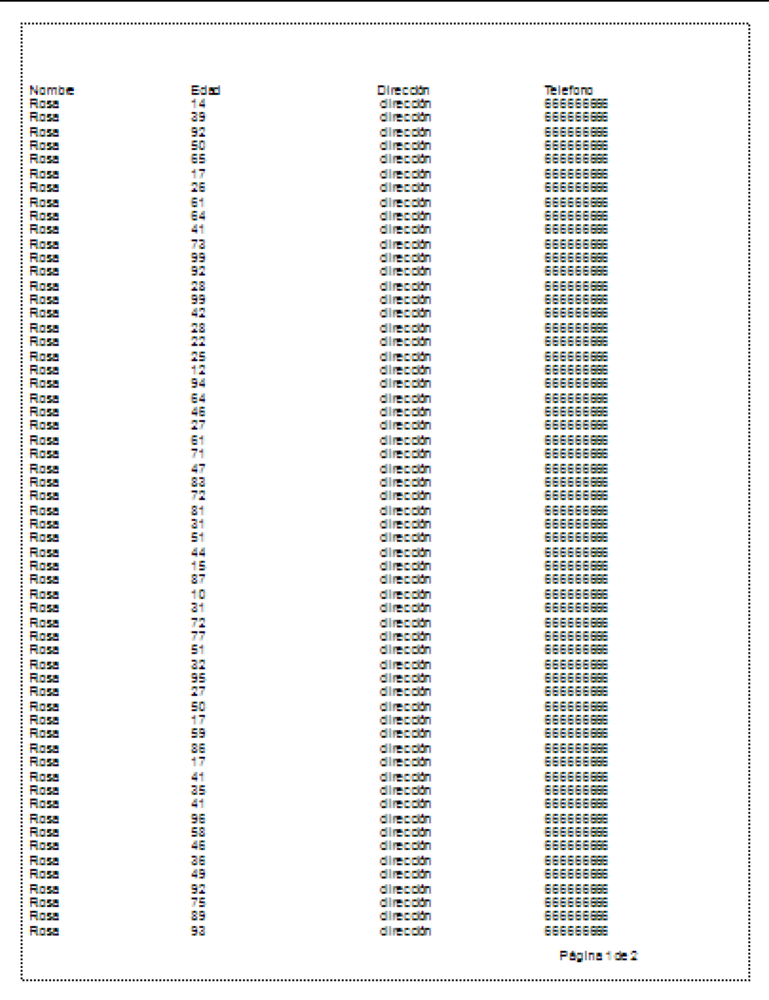 Nombre Edad Dirección Telefono
Rosa 14 dirección 666666666
Rosa 39 dirección 666666666
Rosa 92 dirección 666666666
Rosa 50 dirección 666666666
Rosa 65 dirección 666666666
Rosa 17 dirección 666666666
Rosa 26 dirección 666666666
Rosa 61 dirección 666666666
Rosa 64 dirección 666666666
Rosa 41 dirección 666666666
Rosa 73 dirección 666666666
Rosa 99 dirección 666666666
Rosa 92 dirección 666666666
Rosa 28 dirección 666666666
Rosa 99 dirección 666666666
Rosa 42 dirección 666666666
Rosa 28 dirección 666666666
Rosa 22 dirección 666666666
Rosa 25 dirección 666666666
Rosa 12 dirección 666666666
Rosa 94 dirección 666666666
Rosa 64 dirección 666666666
Rosa 46 dirección 666666666
Rosa 27 dirección 666666666
Rosa 61 dirección 666666666
Rosa 71 dirección 666666666
Rosa 47 dirección 666666666
Rosa 83 dirección 666666666
Rosa 72 dirección 666666666
Rosa 81 dirección 666666666
Rosa 31 dirección 666666666
Rosa 51 dirección 666666666
Rosa 44 dirección 666666666
Rosa 15 dirección 666666666
Rosa 87 dirección 666666666
Rosa 10 dirección 666666666
Rosa 31 dirección 666666666
Rosa 72 dirección 666666666
Rosa 77 dirección 666666666
Rosa 51 dirección 666666666
Rosa 32 dirección 666666666
Rosa 95 dirección 666666666
Rosa 27 dirección 666666666
Rosa 50 dirección 666666666
Rosa 17 dirección 666666666
Rosa 59 dirección 666666666
Rosa 86 dirección 666666666
Rosa 17 dirección 666666666
Rosa 41 dirección 666666666
Rosa 35 dirección 666666666
Rosa 41 dirección 666666666
Rosa 96 dirección 666666666
Rosa 58 dirección 666666666
Rosa 46 dirección 666666666
Rosa 36 dirección 666666666
Rosa 49 dirección 666666666
Rosa 92 dirección 666666666
Rosa 75 dirección 666666666
Rosa 89 dirección 666666666
Rosa 93 dirección 666666666
Página 1 de 2